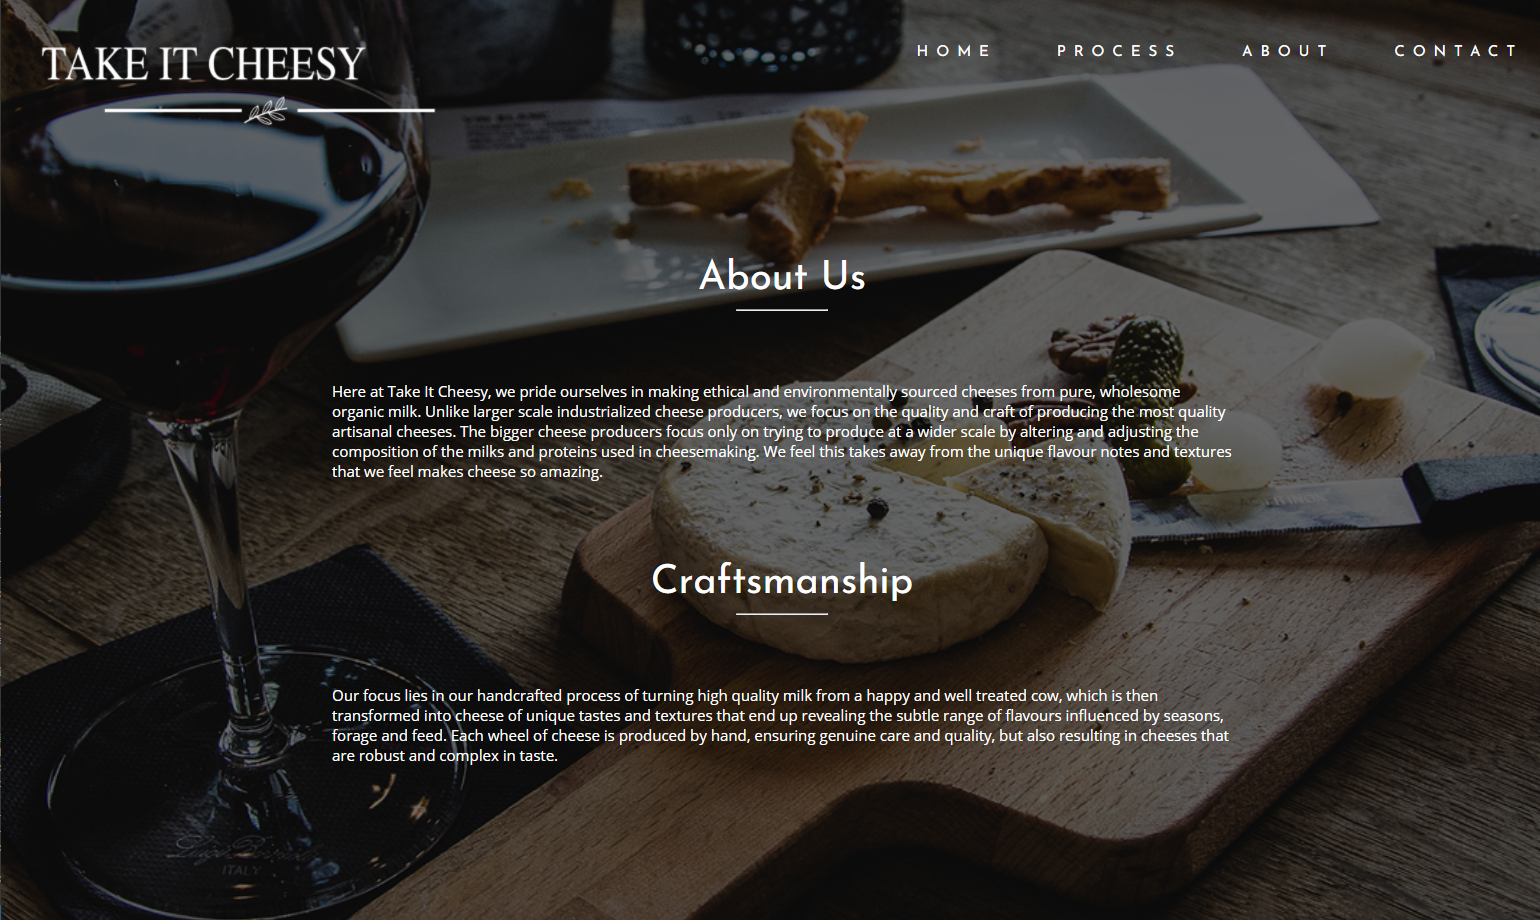 TAKE IT CHEESY
HOME PROCESS ABOUT CONTACT
About Us
Here at Take It Cheesy, we pride ourselves in making ethical and environmentally sourced cheeses from pure, wholesome
organic milk. Unlike larger scale industrialized cheese producers, we focus on the quality and craft of producing the most quality
artisanal cheeses. The bigger cheese producers focus only on trying to produce at a wider scale by altering and adjusting the
composition of the milks and proteins used in cheesemaking. We feel this takes away from the unique flavour notes and textures
that we feel makes cheese so amazing.
Craftsmanship
Our focus lies in our handcrafted process of turning high quality milk from a happy and well treated cow, which is then
transformed into cheese of unique tastes and textures that end up revealing the subtle range of flavours influenced by seasons,
forage and feed. Each wheel of cheese is produced by hand, ensuring genuine care and quality, but also resulting in cheeses that
are robust and complex in taste.
ITALY